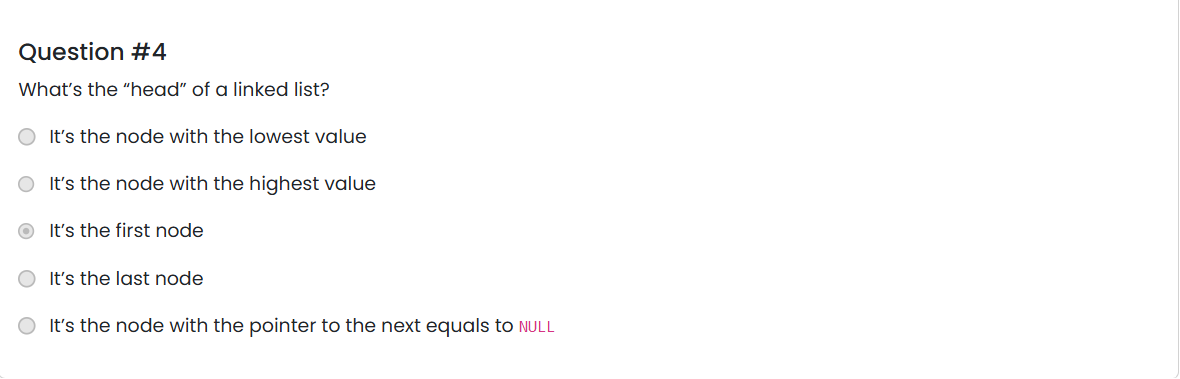 Question #4
What’s the “head” of a linked list?
It’s the node with the lowest value
It’s the node with the highest value
It’s the first node
It’s the last node
It’s the node with the pointer to the next equals to NULL